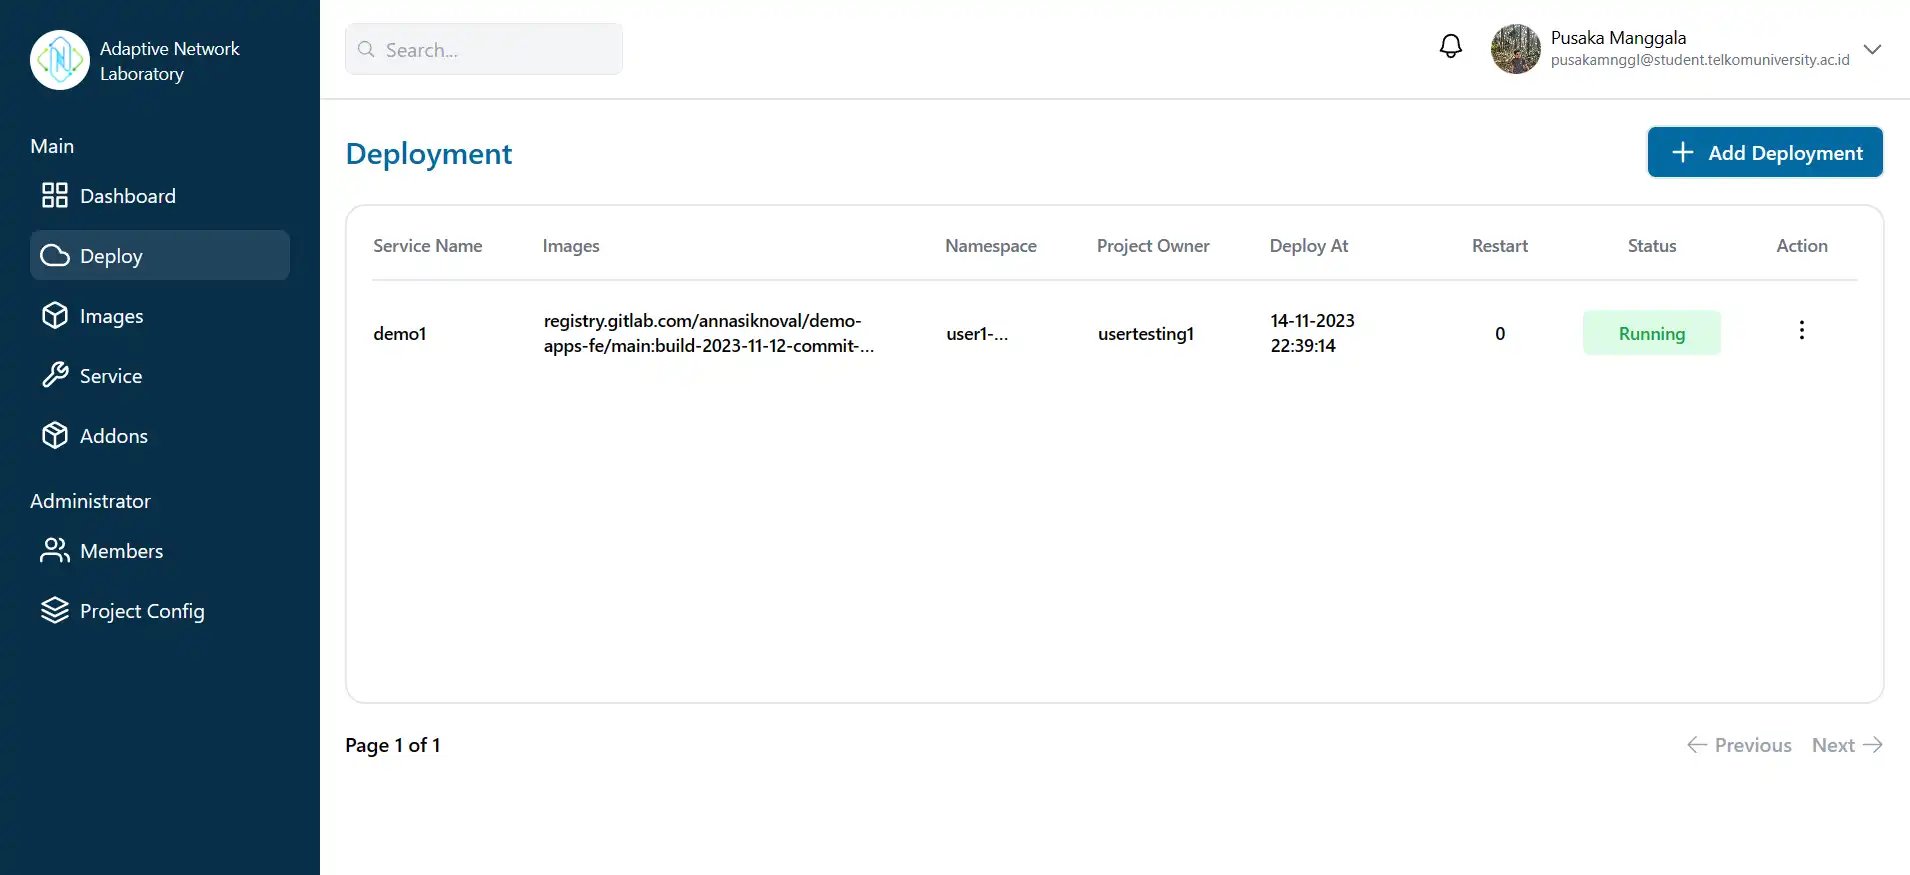 Adaptive Network
Laboratory
Main
Dashboard
Deploy
Images
Service
Addons
Administrator
Members
Project Config
Search...
Pusaka Manggala
pusakamnggl@student.telkomuniversity.ac.id
Deployment
Add Deployment
Service Name Images Namespace Project Owner Deploy At Restart Status Action
demo1
registry.gitlab.com/annasiknoval/demo-
apps-fe/main:build-2023-11-12-commit-...
user1-...
usertesting1
14-11-2023
22:39:14
0
Running
Page 1 of 1
Previous Next